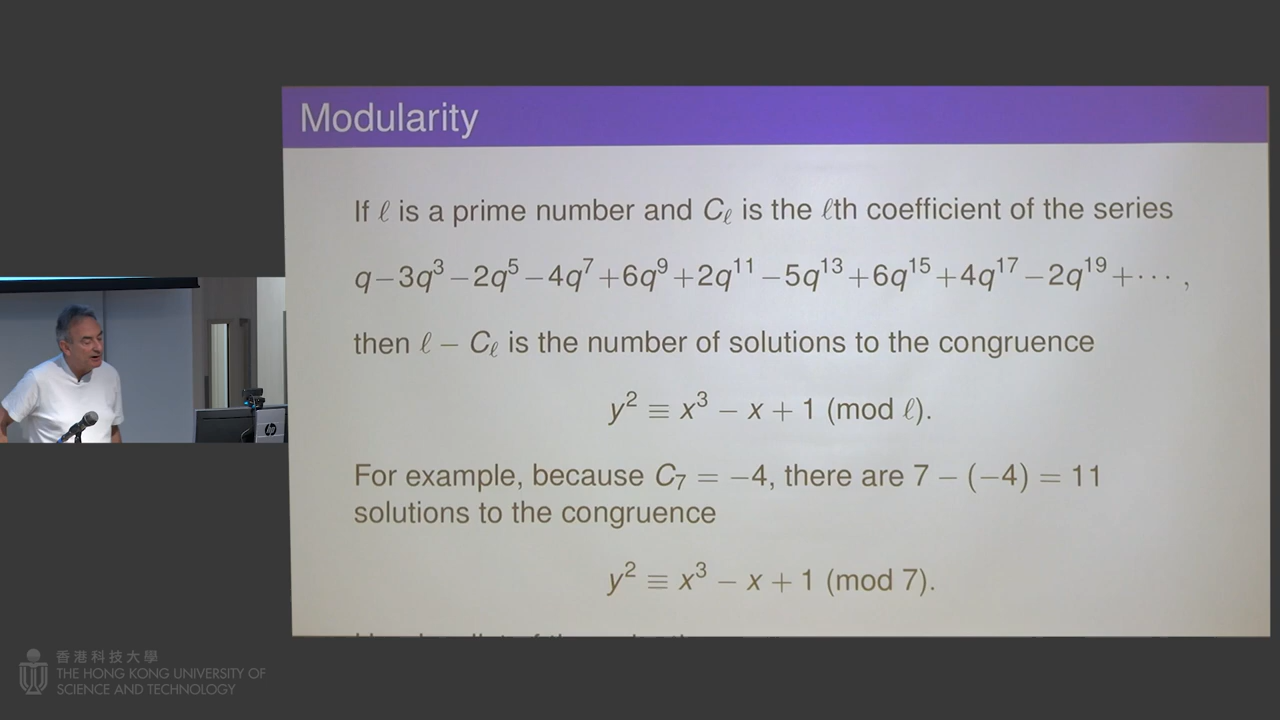 Modularity
If ℓ is a prime number and C_ℓ is the ℓth coefficient of the series
q−3q³−2q⁵−4q⁷+6q⁹+2q¹¹−5q¹³+6q¹⁵+4q¹⁷−2q¹⁹+⋯ ,
then ℓ − C_ℓ is the number of solutions to the congruence
y² ≡ x³ − x + 1 (mod ℓ).
For example, because C₇ = −4, there are 7 − (−4) = 11
solutions to the congruence
y² ≡ x³ − x + 1 (mod 7).
hp
香港科技大學
THE HONG KONG UNIVERSITY OF
SCIENCE AND TECHNOLOGY